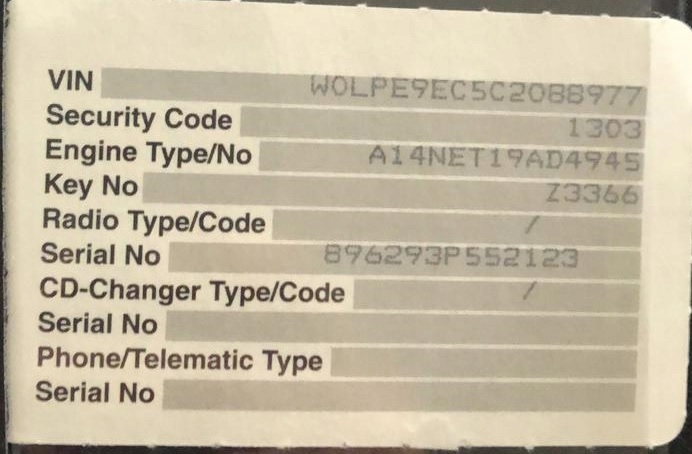 VIN W0LPE9EC5C2088977
Security Code 1303
Engine Type/No A14NET19AD4945
Key No Z3366
Radio Type/Code /
Serial No 896293P552123
CD-Changer Type/Code /
Serial No
Phone/Telematic Type
Serial No